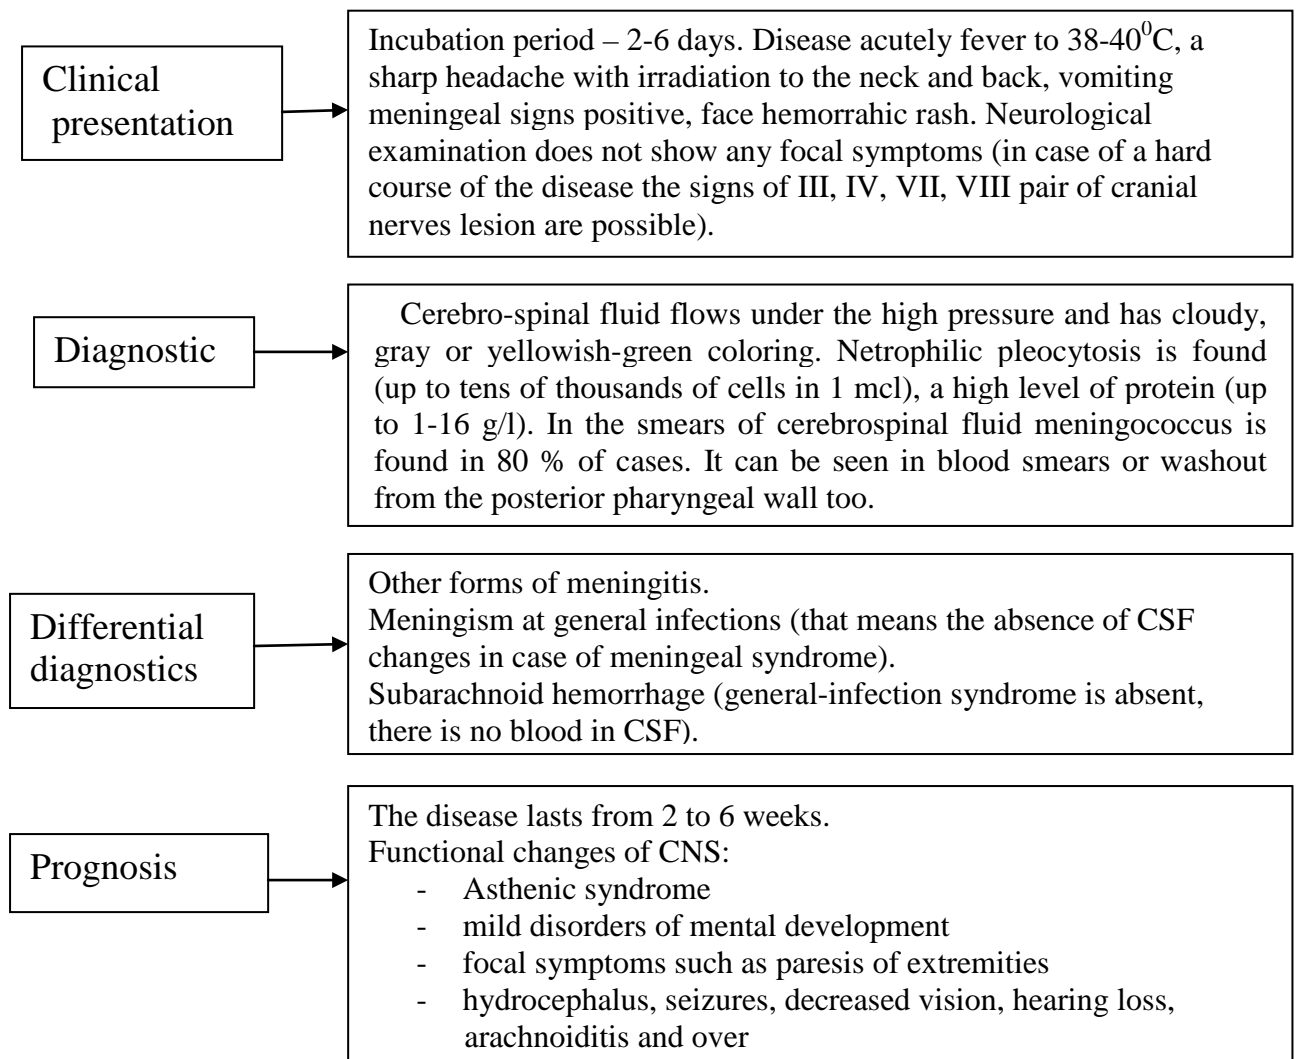 Clinical
presentation
Incubation period – 2-6 days. Disease acutely fever to 38-40⁰C, a
sharp headache with irradiation to the neck and back, vomiting
meningeal signs positive, face hemorrahic rash. Neurological
examination does not show any focal symptoms (in case of a hard
course of the disease the signs of III, IV, VII, VIII pair of cranial
nerves lesion are possible).
Diagnostic
Cerebro-spinal fluid flows under the high pressure and has cloudy,
gray or yellowish-green coloring. Netrophilic pleocytosis is found
(up to tens of thousands of cells in 1 mcl), a high level of protein (up
to 1-16 g/l). In the smears of cerebrospinal fluid meningococcus is
found in 80 % of cases. It can be seen in blood smears or washout
from the posterior pharyngeal wall too.
Differential
diagnostics
Other forms of meningitis.
Meningism at general infections (that means the absence of CSF
changes in case of meningeal syndrome).
Subarachnoid hemorrhage (general-infection syndrome is absent,
there is no blood in CSF).
Prognosis
The disease lasts from 2 to 6 weeks.
Functional changes of CNS:
- Asthenic syndrome
- mild disorders of mental development
- focal symptoms such as paresis of extremities
- hydrocephalus, seizures, decreased vision, hearing loss,
arachnoiditis and over